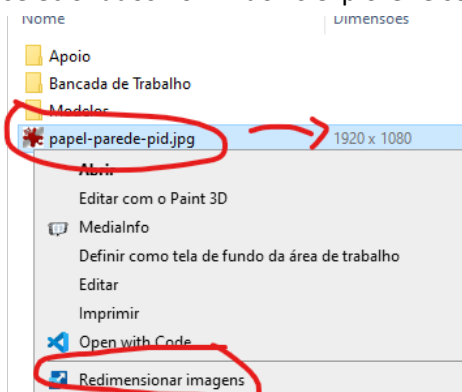 Nome Dimensões
Apoio
Bancada de Trabalho
Modelos
papel-parede-pid.jpg 1920 x 1080
Abrir
Editar com o Paint 3D
MediaInfo
Definir como tela de fundo da área de trabalho
Editar
Imprimir
Open with Code
Redimensionar imagens